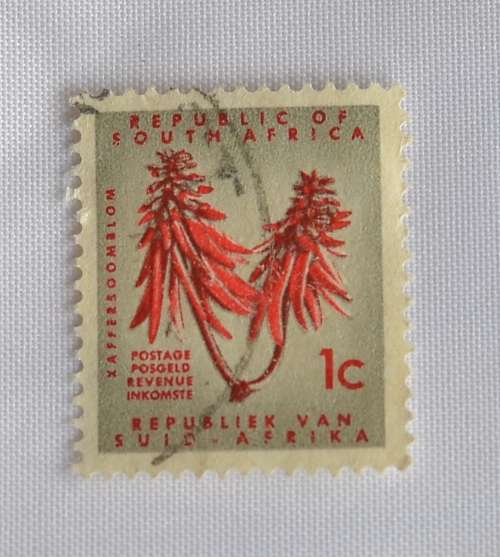 REPUBLIC OF
SOUTH AFRICA
KAFFERBOOMBLOM
POSTAGE
POSGELD
REVENUE
INKOMSTE
1c
REPUBLIEK VAN
SUID-AFRIKA